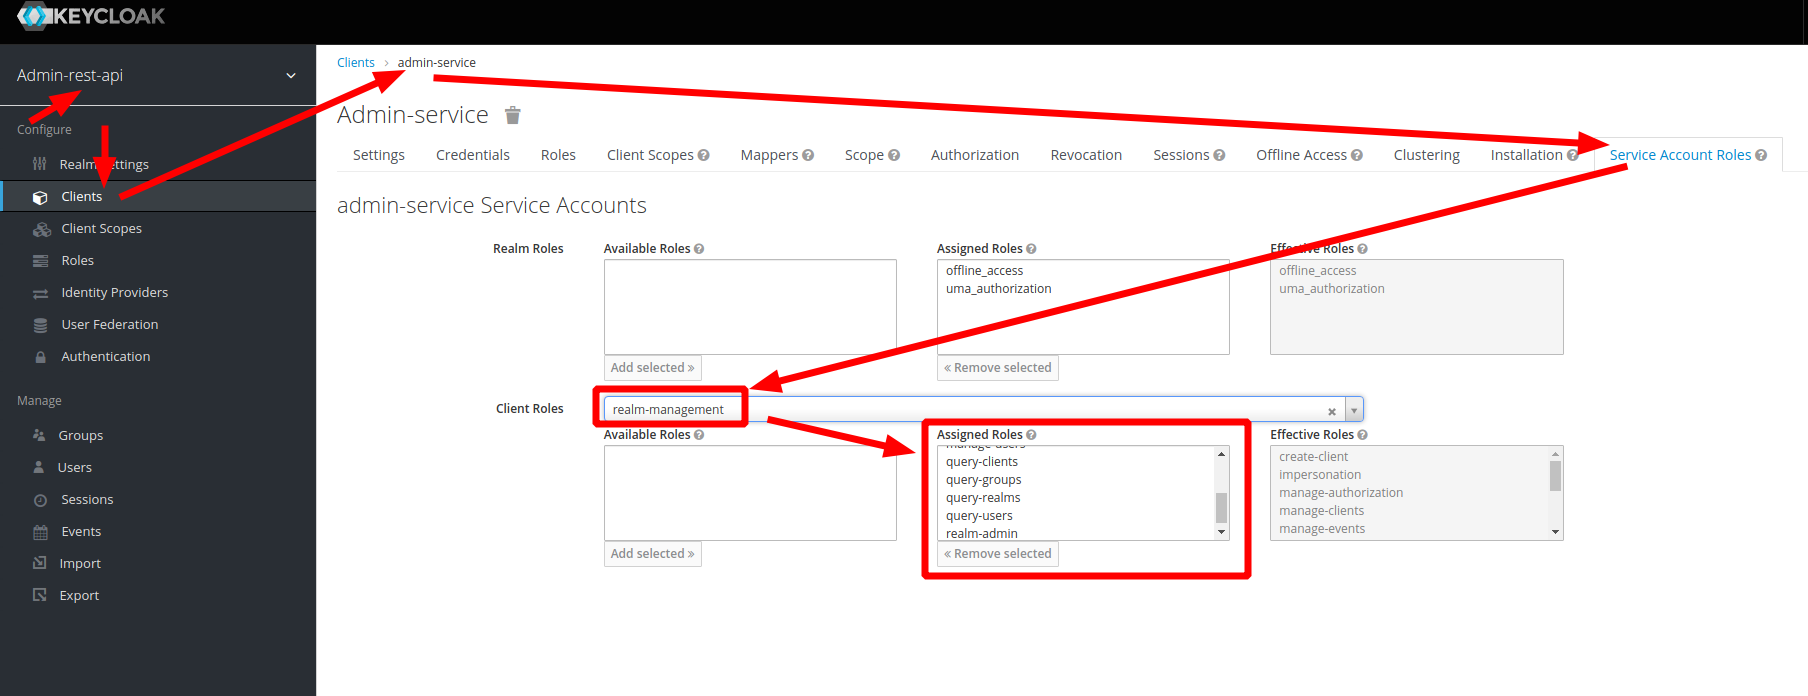 KEYCLOAK
Admin-rest-api
Configure
Realm Settings
Clients
Client Scopes
Roles
Identity Providers
User Federation
Authentication
Manage
Groups
Users
Sessions
Events
Import
Export
Clients › admin-service
Admin-service
Settings Credentials Roles Client Scopes ? Mappers ? Scope ? Authorization Revocation Sessions ? Offline Access ? Clustering Installation ? Service Account Roles ?
admin-service Service Accounts
Realm Roles
Available Roles ?
Add selected »
Assigned Roles ?
offline_access
uma_authorization
« Remove selected
Effective Roles ?
offline_access
uma_authorization
Client Roles
realm-management
Available Roles ?
Add selected »
Assigned Roles ?
manage-users
query-clients
query-groups
query-realms
query-users
realm-admin
« Remove selected
Effective Roles ?
create-client
impersonation
manage-authorization
manage-clients
manage-events